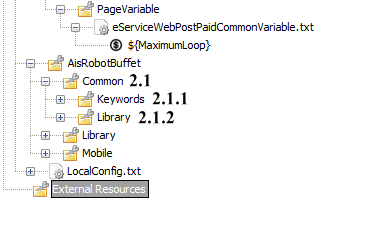 PageVariable
eServiceWebPostPaidCommonVariable.txt
${MaximumLoop}
AisRobotBuffet
Common 2.1
Keywords 2.1.1
Library 2.1.2
Library
Mobile
LocalConfig.txt
External Resources